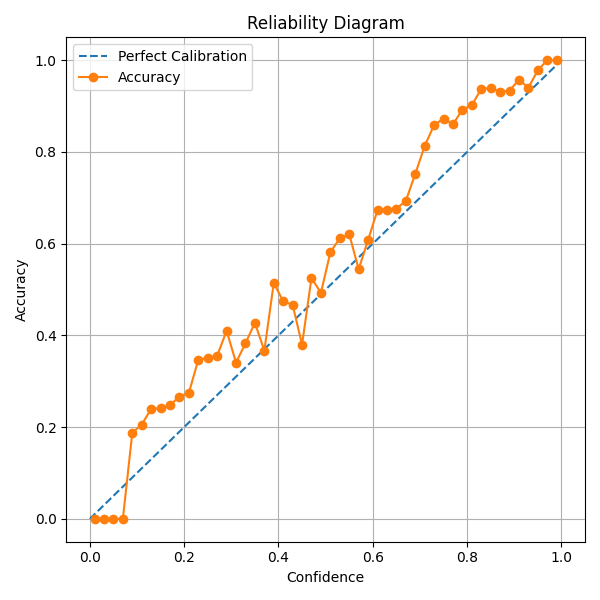 Reliability Diagram
Perfect Calibration
Accuracy
1.0
0.8
0.6
0.4
0.2
0.0
Accuracy
0.0 0.2 0.4 0.6 0.8 1.0
Confidence